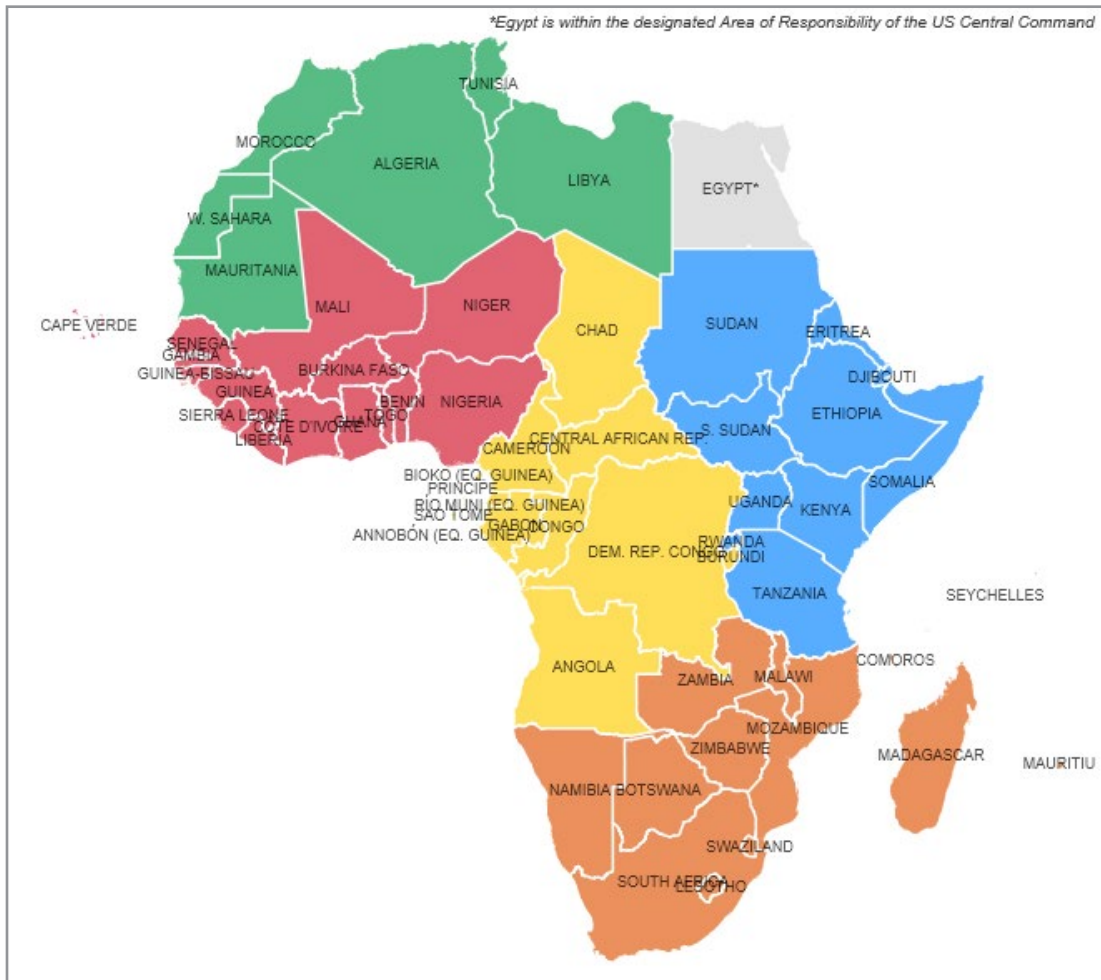 *Egypt is within the designated Area of Responsibility of the US Central Command
TUNISIA
MOROCCO
ALGERIA
LIBYA
EGYPT*
W. SAHARA
MAURITANIA
MALI
NIGER
CHAD
SUDAN
ERITREA
CAPE VERDE
SENEGAL
GAMBIA
GUINEA-BISSAU
GUINEA
SIERRA LEONE
LIBERIA
COTE D'IVOIRE
BURKINA FASO
GHANA
TOGO
BENIN
NIGERIA
DJIBOUTI
ETHIOPIA
S. SUDAN
CENTRAL AFRICAN REP.
CAMEROON
BIOKO (EQ. GUINEA)
PRINCIPE
RÍO MUNI (EQ. GUINEA)
SAO TOME
GABON
CONGO
ANNOBÓN (EQ. GUINEA)
DEM. REP. CONGO
UGANDA
KENYA
SOMALIA
RWANDA
BURUNDI
TANZANIA
SEYCHELLES
COMOROS
ANGOLA
ZAMBIA
MALAWI
MOZAMBIQUE
ZIMBABWE
MADAGASCAR
MAURITIU
NAMIBIA
BOTSWANA
SWAZILAND
SOUTH AFRICA
LESOTHO